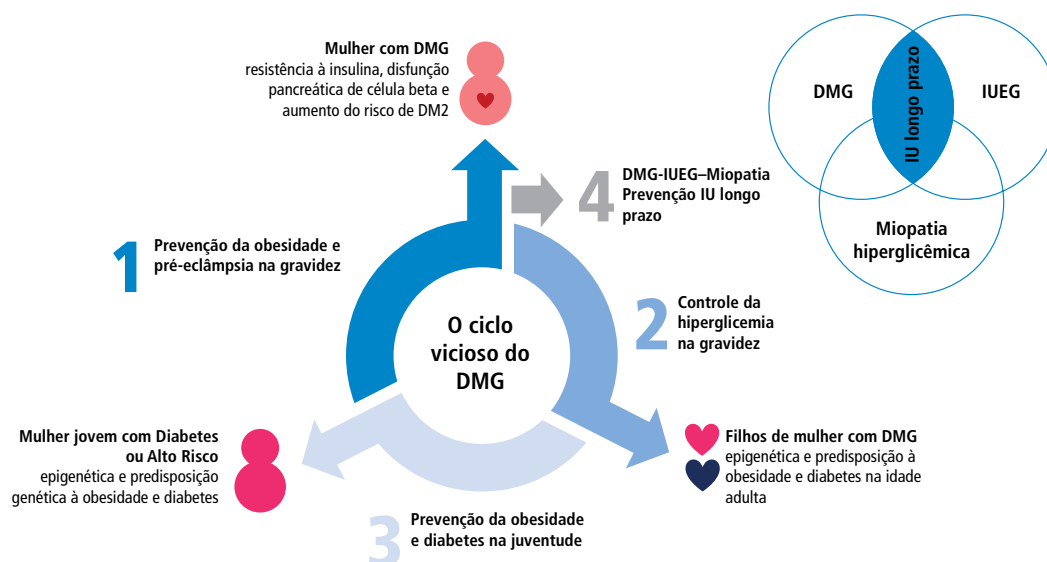 Mulher com DMG
resistência à insulina, disfunção
pancreática de célula beta e
aumento do risco de DM2
DMG
IU longo prazo
IUEG
Miopatia
hiperglicêmica
4
DMG-IUEG–Miopatia
Prevenção IU longo
prazo
1
Prevenção da obesidade e
pré-eclâmpsia na gravidez
2
Controle da
hiperglicemia
na gravidez
O ciclo
vicioso do
DMG
Mulher jovem com Diabetes
ou Alto Risco
epigenética e predisposição
genética à obesidade e diabetes
Filhos de mulher com DMG
epigenética e predisposição à
obesidade e diabetes na idade
adulta
3
Prevenção da obesidade
e diabetes na juventude